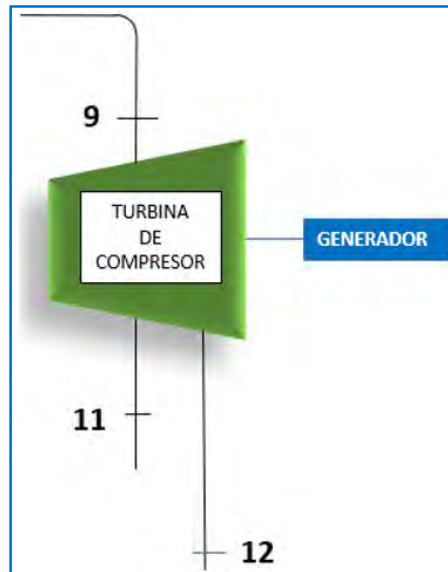 9
TURBINA
DE
COMPRESOR
GENERADOR
11
12